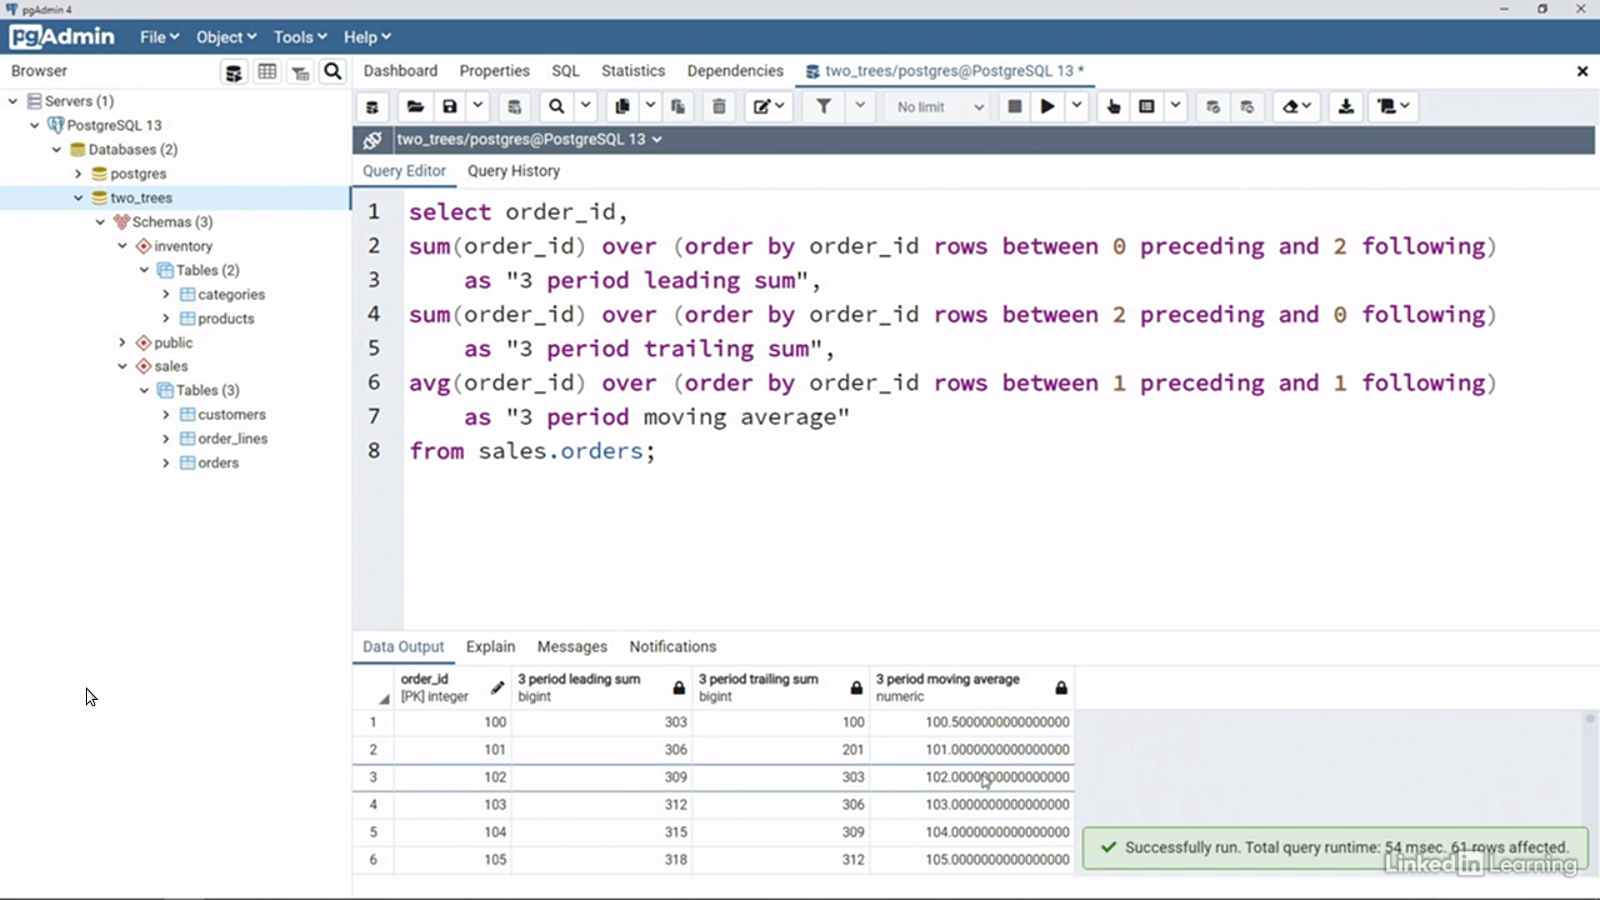 pgAdmin 4
pgAdmin File Object Tools Help
Browser
Dashboard Properties SQL Statistics Dependencies two_trees/postgres@PostgreSQL 13 *
Servers (1)
PostgreSQL 13
Databases (2)
postgres
two_trees
Schemas (3)
inventory
Tables (2)
categories
products
public
sales
Tables (3)
customers
order_lines
orders
No limit
two_trees/postgres@PostgreSQL 13
Query Editor Query History
1 select order_id,
2 sum(order_id) over (order by order_id rows between 0 preceding and 2 following)
3 as "3 period leading sum",
4 sum(order_id) over (order by order_id rows between 2 preceding and 0 following)
5 as "3 period trailing sum",
6 avg(order_id) over (order by order_id rows between 1 preceding and 1 following)
7 as "3 period moving average"
8 from sales.orders;
Data Output Explain Messages Notifications
order_id 3 period leading sum 3 period trailing sum 3 period moving average
[PK] integer bigint bigint numeric
1 100 303 100 100.5000000000000000
2 101 306 201 101.0000000000000000
3 102 309 303 102.0000000000000000
4 103 312 306 103.0000000000000000
5 104 315 309 104.0000000000000000
6 105 318 312 105.0000000000000000
Successfully run. Total query runtime: 54 msec. 61 rows affected.
Linked in Learning